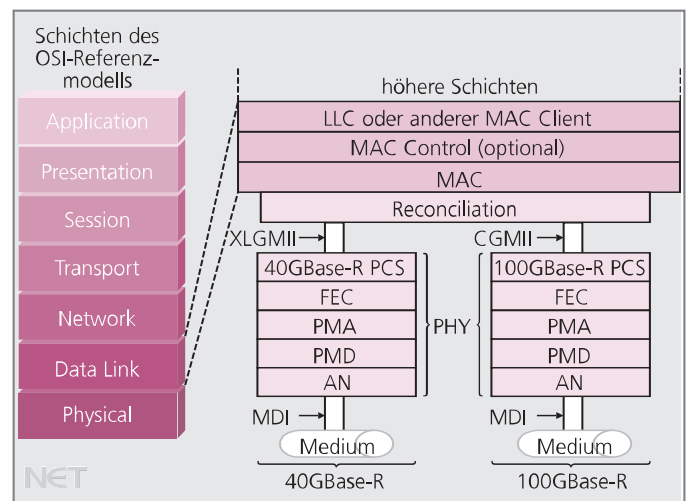 Schichten des
OSI-Referenz-
modells
Application
Presentation
Session
Transport
Network
Data Link
Physical
höhere Schichten
LLC oder anderer MAC Client
MAC Control (optional)
MAC
Reconciliation
XLGMII
CGMII
40GBase-R PCS
FEC
PMA
PMD
AN
PHY
100GBase-R PCS
FEC
PMA
PMD
AN
MDI
MDI
Medium
Medium
40GBase-R
100GBase-R
NET